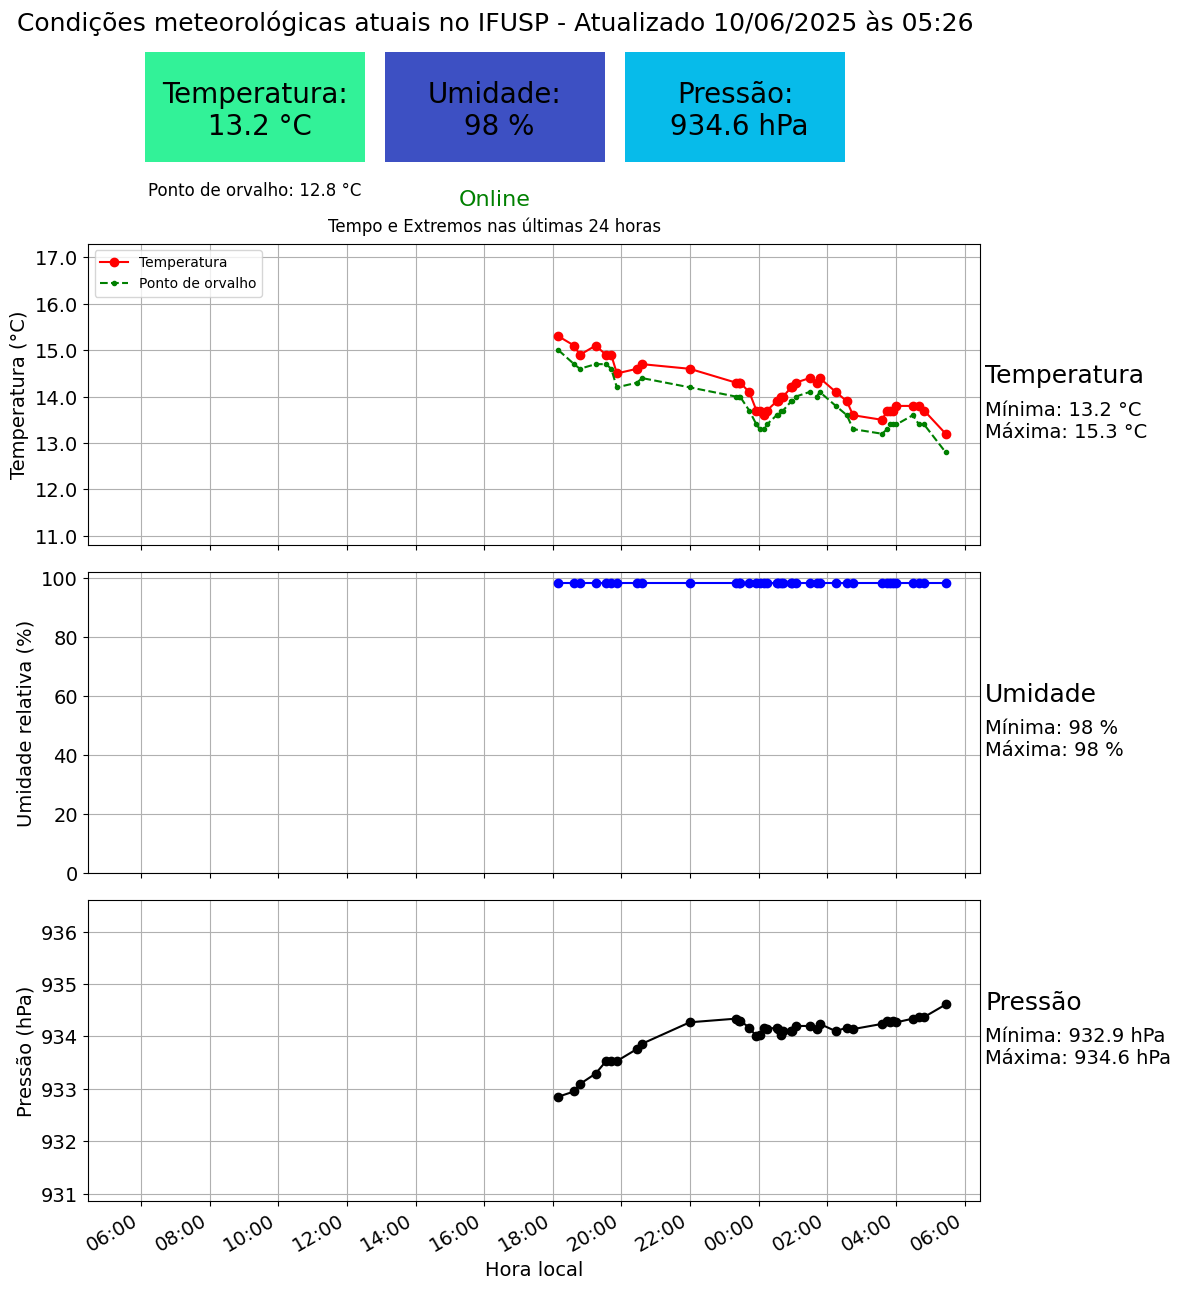 Condições meteorológicas atuais no IFUSP - Atualizado 10/06/2025 às 05:26
Temperatura:
13.2 °C
Umidade:
98 %
Pressão:
934.6 hPa
Ponto de orvalho: 12.8 °C
Online
Tempo e Extremos nas últimas 24 horas
Temperatura
Ponto de orvalho
Temperatura (°C)
17.0
16.0
15.0
14.0
13.0
12.0
11.0
Temperatura
Mínima: 13.2 °C
Máxima: 15.3 °C
Umidade relativa (%)
100
80
60
40
20
0
Umidade
Mínima: 98 %
Máxima: 98 %
Pressão (hPa)
936
935
934
933
932
931
Pressão
Mínima: 932.9 hPa
Máxima: 934.6 hPa
06:00 08:00 10:00 12:00 14:00 16:00 18:00 20:00 22:00 00:00 02:00 04:00 06:00
Hora local